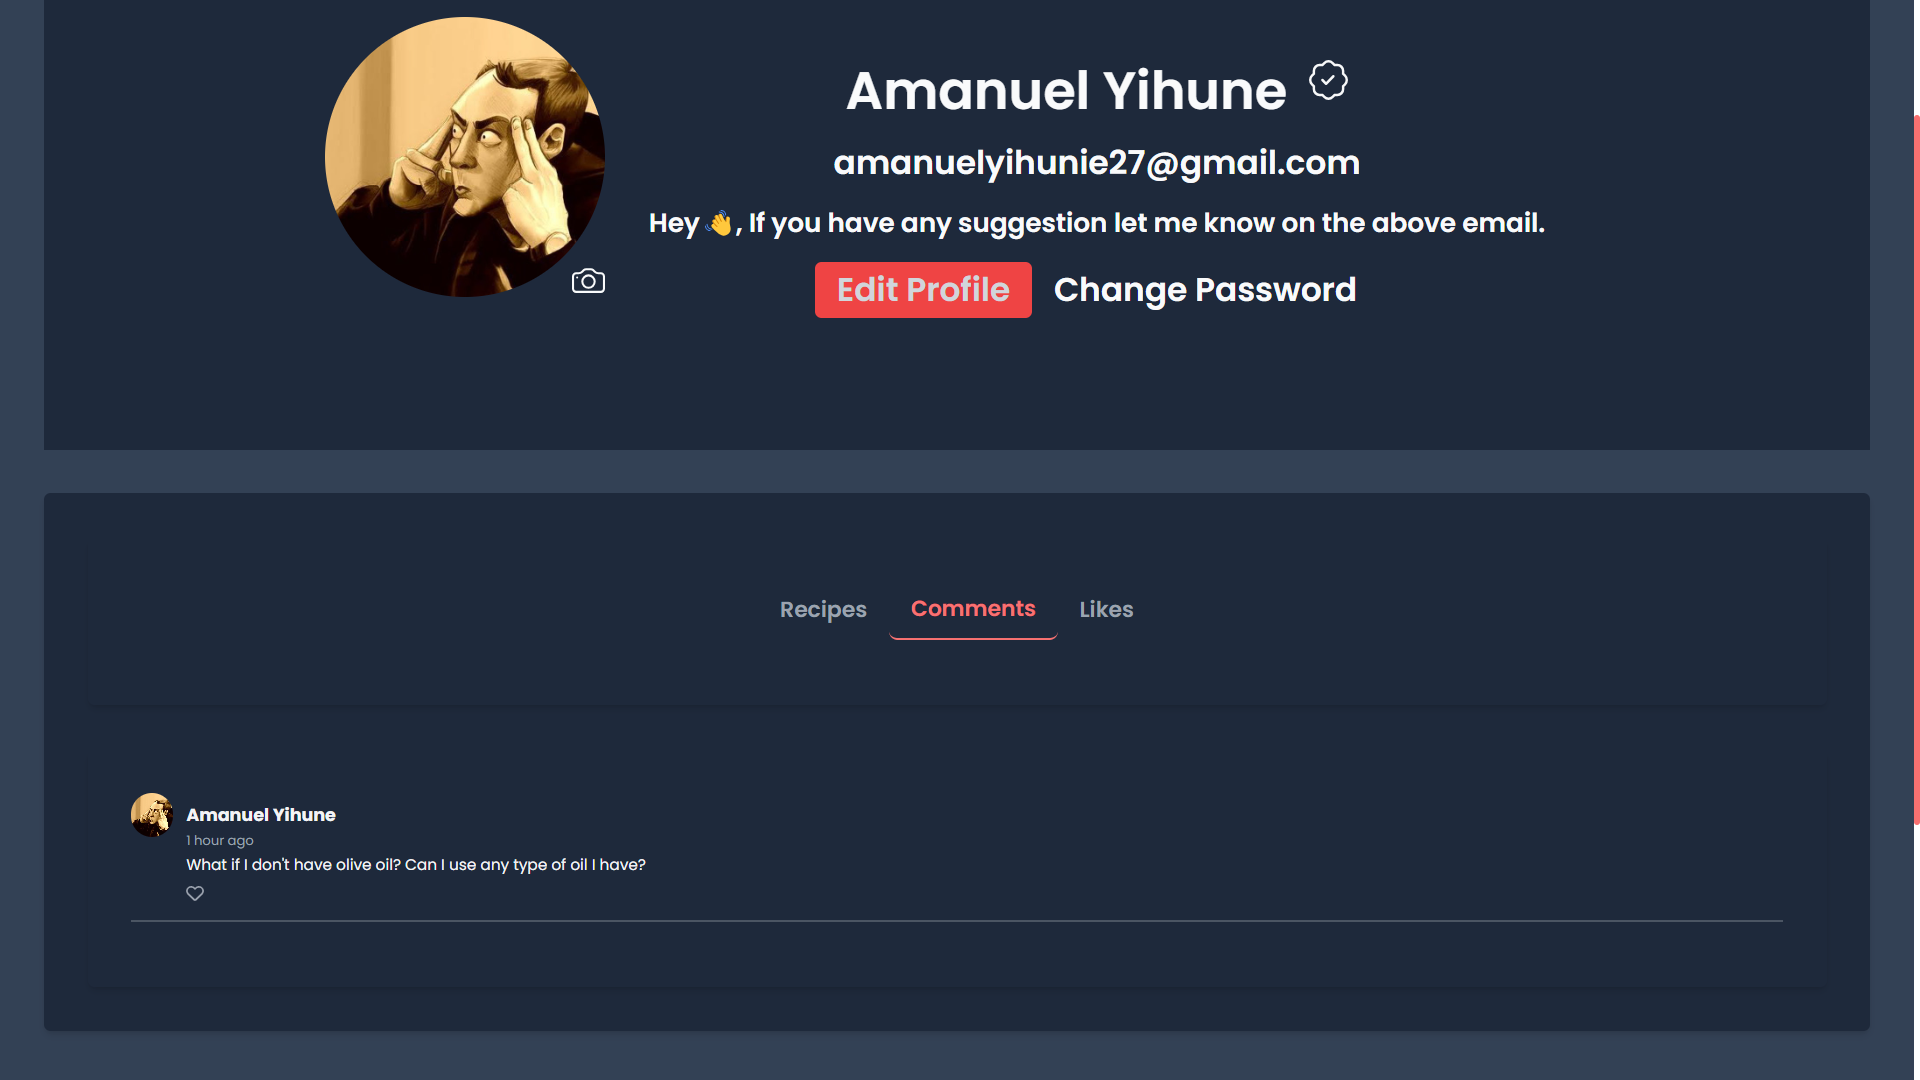 Amanuel Yihune
amanuelyihunie27@gmail.com
Hey 👋, If you have any suggestion let me know on the above email.
Edit Profile Change Password
Recipes Comments Likes
Amanuel Yihune
1 hour ago
What if I don't have olive oil? Can I use any type of oil I have?